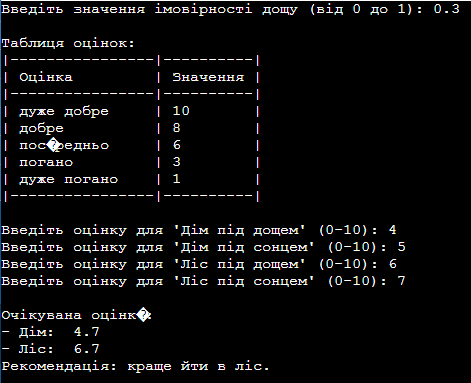 Введіть значення імовірності дощу (від 0 до 1): 0.3
Таблиця оцінок:
|----------------|----------|
| Оцінка | Значення |
|----------------|----------|
| дуже добре | 10 |
| добре | 8 |
| пос�редньо | 6 |
| погано | 3 |
| дуже погано | 1 |
|----------------|----------|
Введіть оцінку для 'Дім під дощем' (0-10): 4
Введіть оцінку для 'Дім під сонцем' (0-10): 5
Введіть оцінку для 'Ліс під дощем' (0-10): 6
Введіть оцінку для 'Ліс під сонцем' (0-10): 7
Очікувана оцінк�:
- Дім: 4.7
- Ліс: 6.7
Рекомендація: краще йти в ліс.